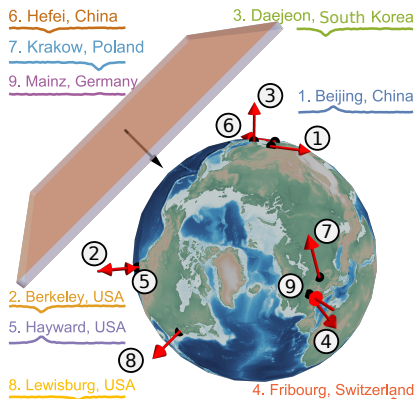 6. Hefei, China
3. Daejeon, South Korea
7. Krakow, Poland
9. Mainz, Germany
1. Beijing, China
3
6
1
7
2
5
9
4
8
2. Berkeley, USA
5. Hayward, USA
8. Lewisburg, USA
4. Fribourg, Switzerland